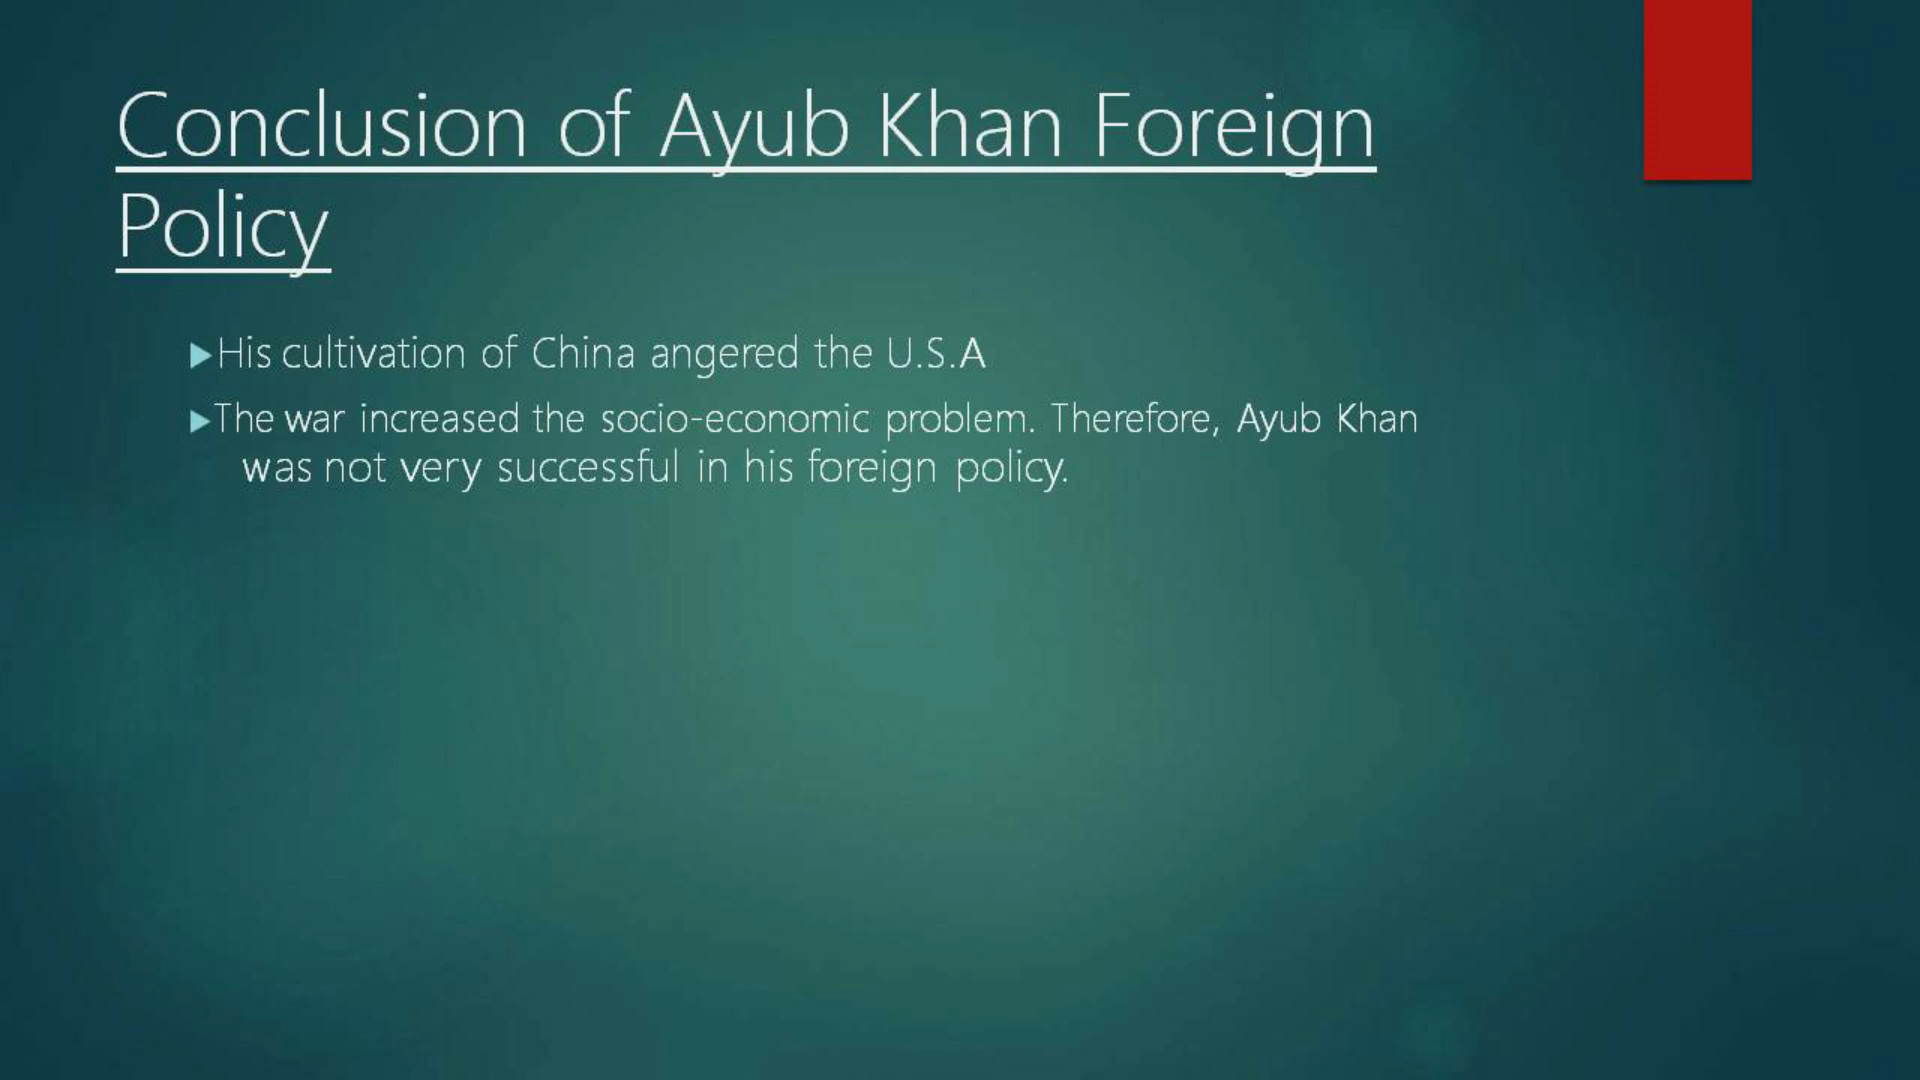 Conclusion of Ayub Khan Foreign
Policy
His cultivation of China angered the U.S.A
The war increased the socio-economic problem. Therefore, Ayub Khan
was not very successful in his foreign policy.